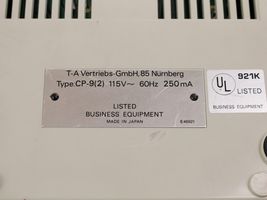 T-A Vertriebs-GmbH, 85 Nürnberg
Type:CP-9(2) 115V～ 60Hz 250mA
LISTED
BUSINESS EQUIPMENT
MADE IN JAPAN
E46921
UL
921K
LISTED
BUSINESS EQUIPMENT